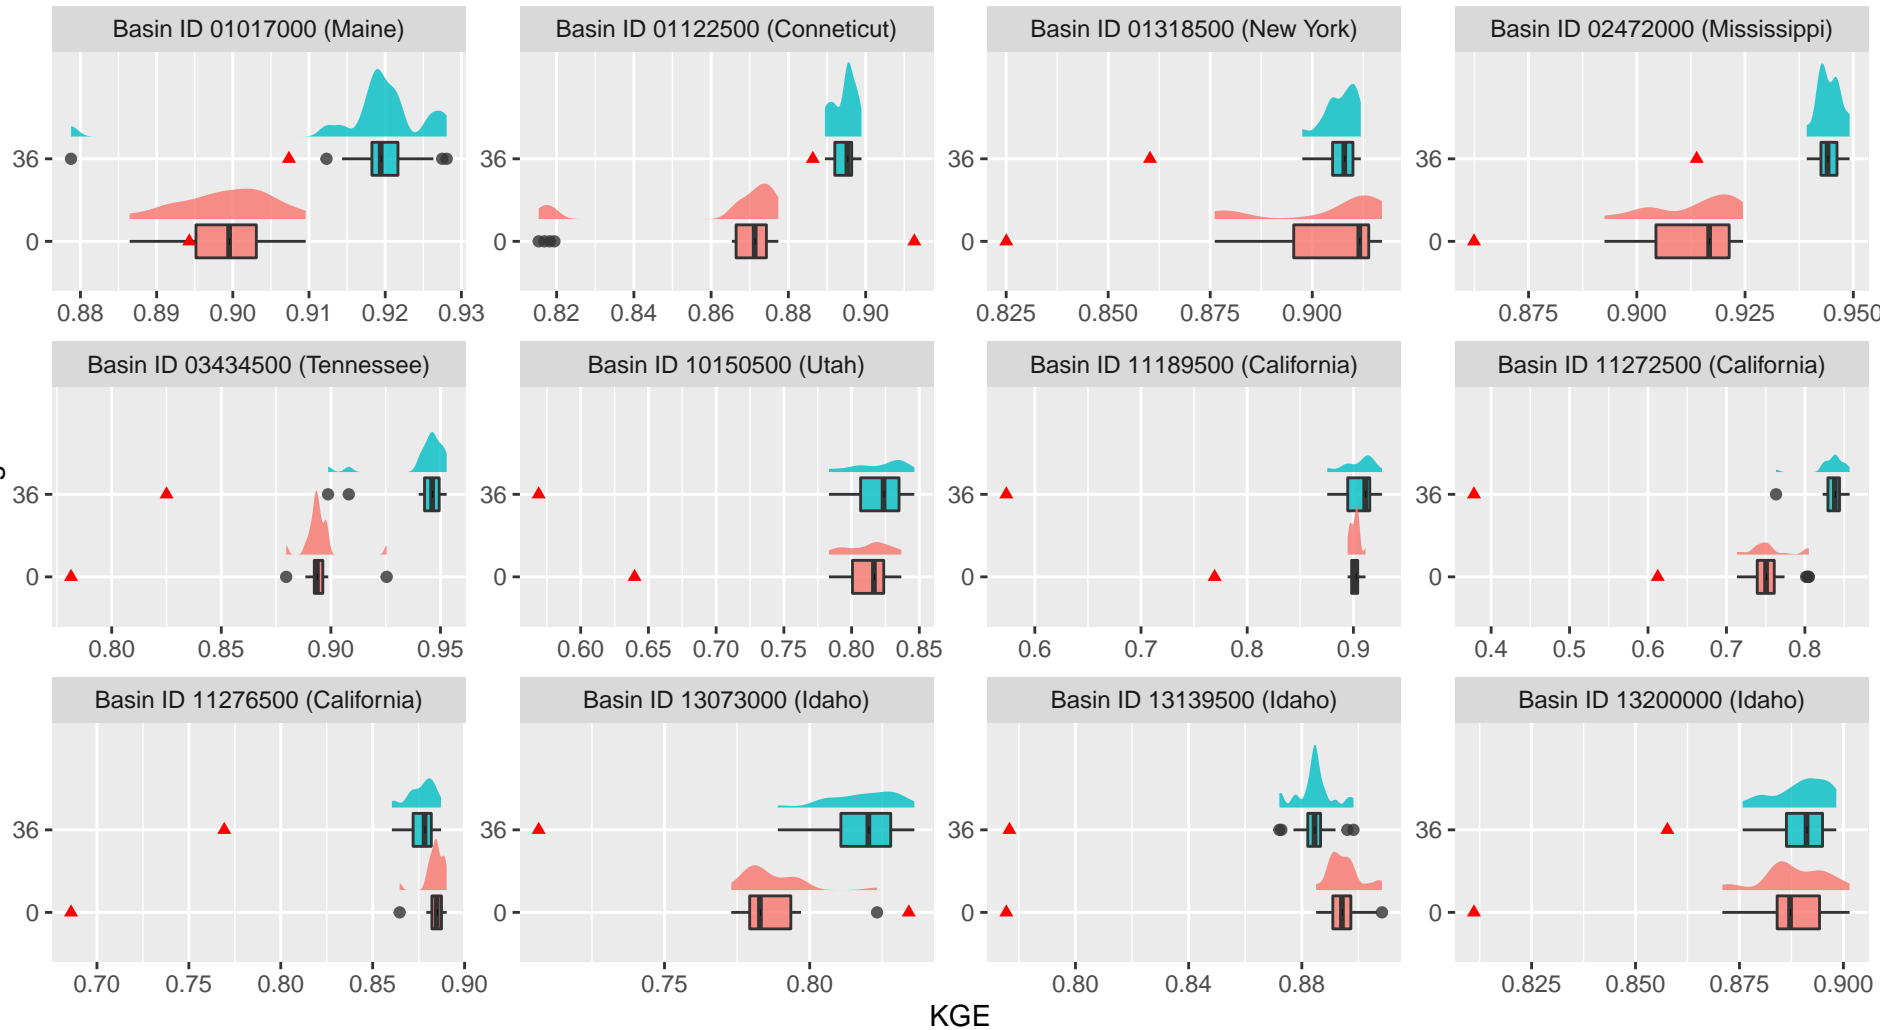 Basin ID 01017000 (Maine) Basin ID 01122500 (Conneticut) Basin ID 01318500 (New York) Basin ID 02472000 (Mississippi)
36 36 36 36
0 0 0 0
0.88 0.89 0.90 0.91 0.92 0.93 0.82 0.84 0.86 0.88 0.90 0.825 0.850 0.875 0.900 0.875 0.900 0.925 0.950
Basin ID 03434500 (Tennessee) Basin ID 10150500 (Utah) Basin ID 11189500 (California) Basin ID 11272500 (California)
36 36 36 36
0 0 0 0
0.80 0.85 0.90 0.95 0.60 0.65 0.70 0.75 0.80 0.85 0.6 0.7 0.8 0.9 0.4 0.5 0.6 0.7 0.8
Basin ID 11276500 (California) Basin ID 13073000 (Idaho) Basin ID 13139500 (Idaho) Basin ID 13200000 (Idaho)
36 36 36 36
0 0 0 0
0.70 0.75 0.80 0.85 0.90 0.75 0.80 0.80 0.84 0.88 0.825 0.850 0.875 0.900
KGE